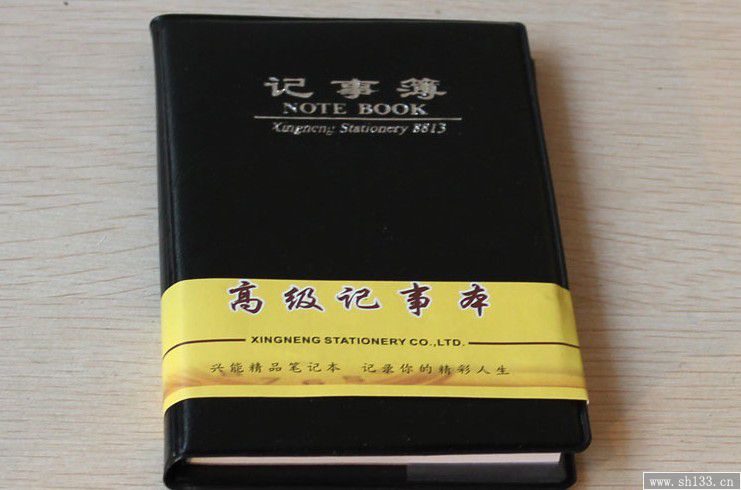 记事簿
NOTE BOOK
Xingneng Stationery 8813
高级记事本
XINGNENG STATIONERY CO.,LTD.
兴能精品笔记本 记录你的精彩人生
www.sh133.cn